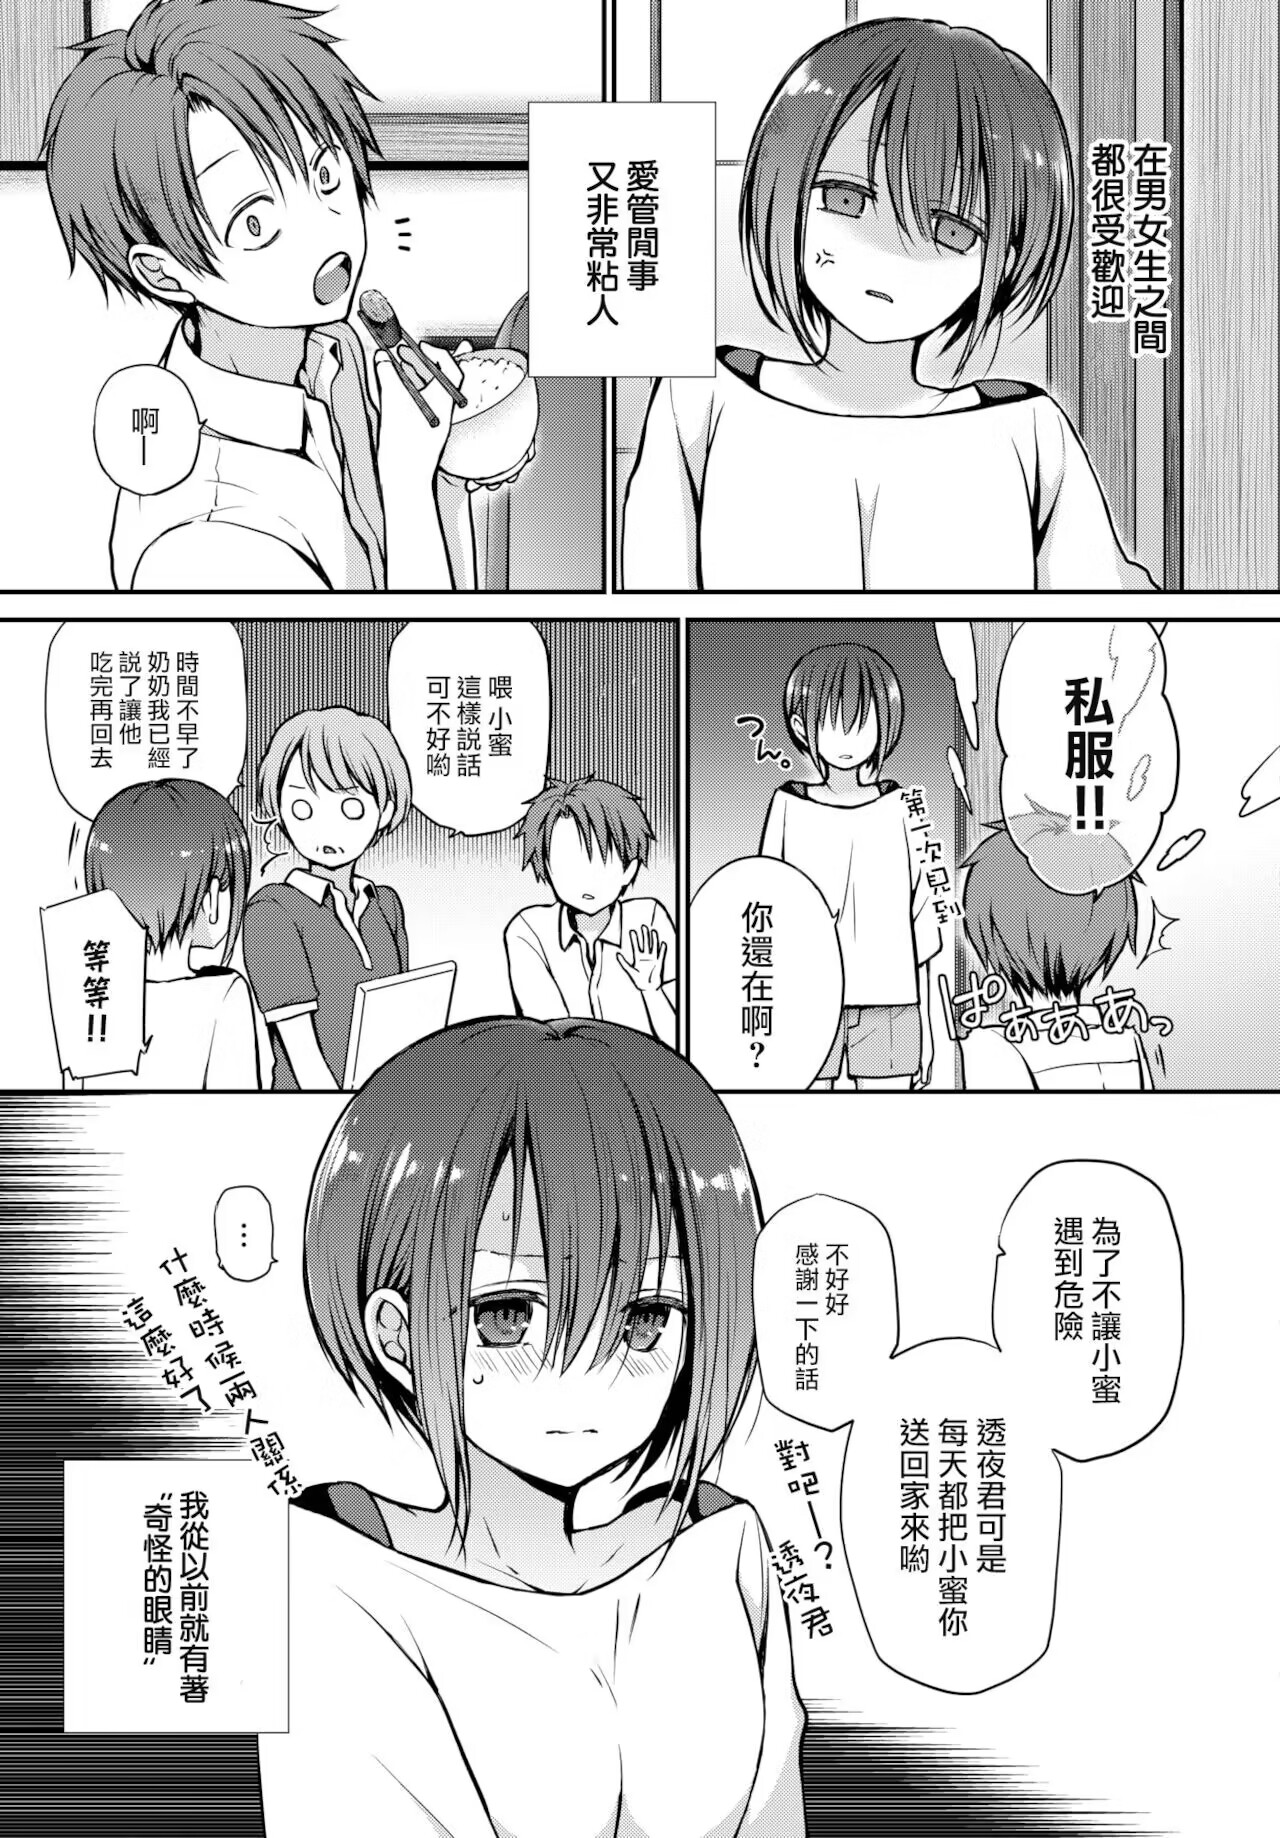 在男女生之間
都很受歡迎
愛管閒事
又非常粘人
啊—
私服!!
第一次見到
ぱぁああぁっ
つん。
你還在啊?
喂小蜜
這樣説話
可不好喲
時間不早了
奶奶我已經
説了讓他
吃完再回去
等等!!
為了不讓小蜜
遇到危險
透夜君可是
每天都把小蜜你
送回家來喲
不好好
感謝一下的話
對吧—?
透夜君
…
什麼時候兩人關係
這麼好了
我從以前就有著
“奇怪的眼睛”